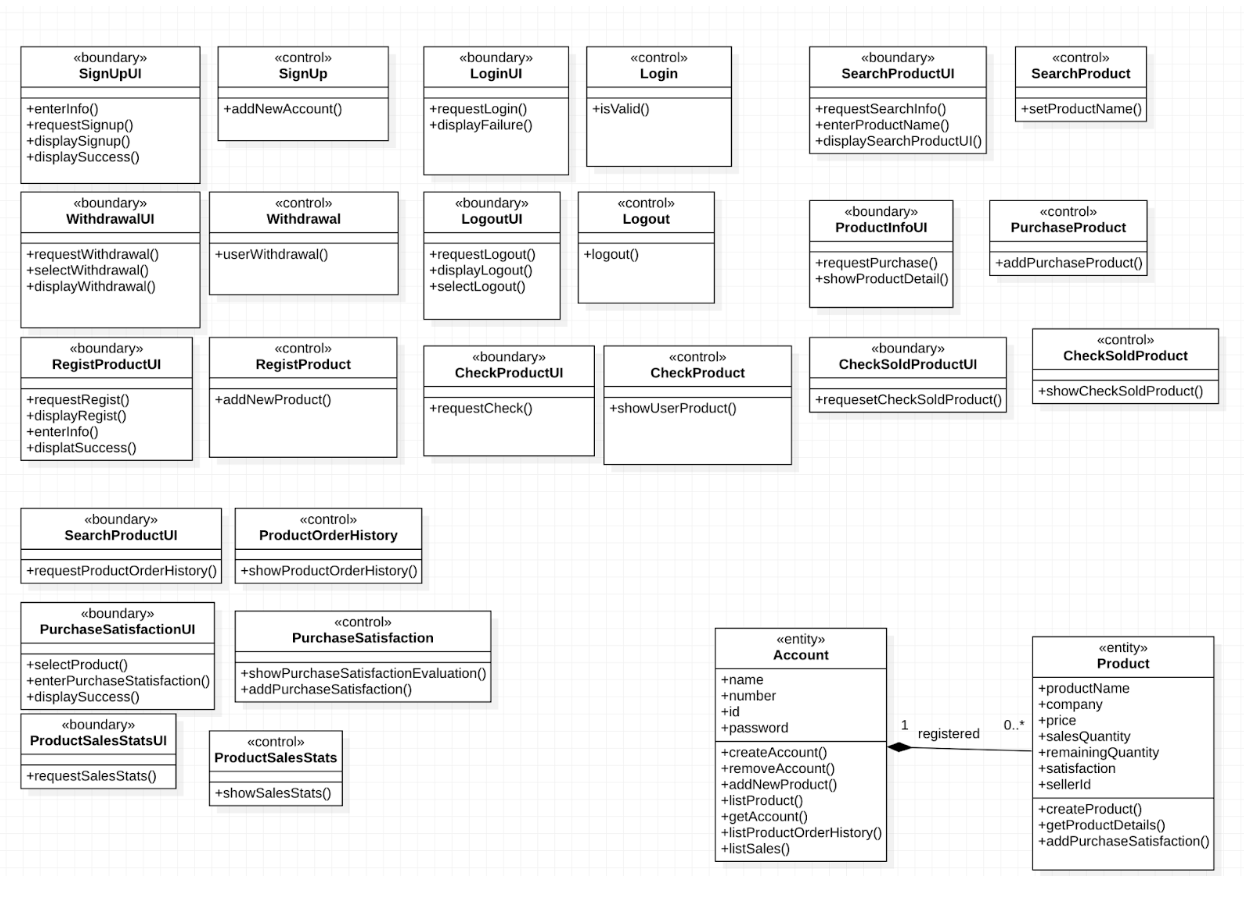 «boundary»
SignUpUI
+enterInfo()
+requestSignup()
+displaySignup()
+displaySuccess()
«control»
SignUp
+addNewAccount()
«boundary»
LoginUI
+requestLogin()
+displayFailure()
«control»
Login
+isValid()
«boundary»
SearchProductUI
+requestSearchInfo()
+enterProductName()
+displaySearchProductUI()
«control»
SearchProduct
+setProductName()
«boundary»
WithdrawalUI
+requestWithdrawal()
+selectWithdrawal()
+displayWithdrawal()
«control»
Withdrawal
+userWithdrawal()
«boundary»
LogoutUI
+requestLogout()
+displayLogout()
+selectLogout()
«control»
Logout
+logout()
«boundary»
ProductInfoUI
+requestPurchase()
+showProductDetail()
«control»
PurchaseProduct
+addPurchaseProduct()
«boundary»
RegistProductUI
+requestRegist()
+displayRegist()
+enterInfo()
+displatSuccess()
«control»
RegistProduct
+addNewProduct()
«boundary»
CheckProductUI
+requestCheck()
«control»
CheckProduct
+showUserProduct()
«boundary»
CheckSoldProductUI
+requesetCheckSoldProduct()
«control»
CheckSoldProduct
+showCheckSoldProduct()
«boundary»
SearchProductUI
+requestProductOrderHistory()
«control»
ProductOrderHistory
+showProductOrderHistory()
«boundary»
PurchaseSatisfactionUI
+selectProduct()
+enterPurchaseStatisfaction()
+displaySuccess()
«control»
PurchaseSatisfaction
+showPurchaseSatisfactionEvaluation()
+addPurchaseSatisfaction()
«boundary»
ProductSalesStatsUI
+requestSalesStats()
«control»
ProductSalesStats
+showSalesStats()
«entity»
Account
+name
+number
+id
+password
+createAccount()
+removeAccount()
+addNewProduct()
+listProduct()
+getAccount()
+listProductOrderHistory()
+listSales()
1
registered
0..*
«entity»
Product
+productName
+company
+price
+salesQuantity
+remainingQuantity
+satisfaction
+sellerId
+createProduct()
+getProductDetails()
+addPurchaseSatisfaction()